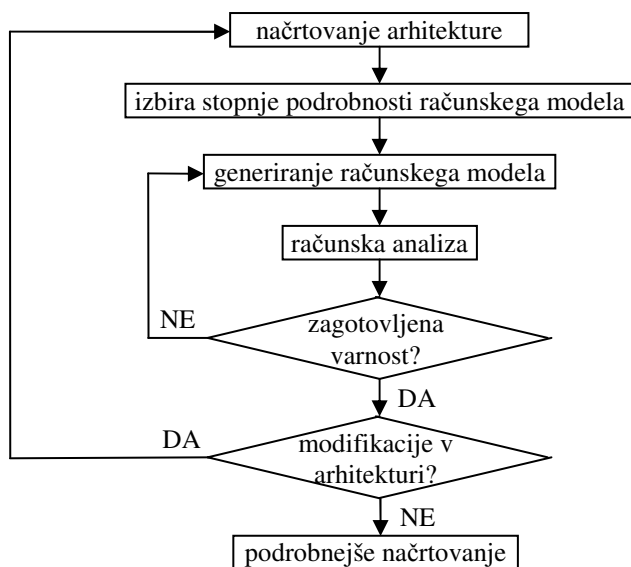 načrtovanje arhitekture
izbira stopnje podrobnosti računskega modela
generiranje računskega modela
računska analiza
NE
zagotovljena
varnost?
DA
DA
modifikacije v
arhitekturi?
NE
podrobnejše načrtovanje